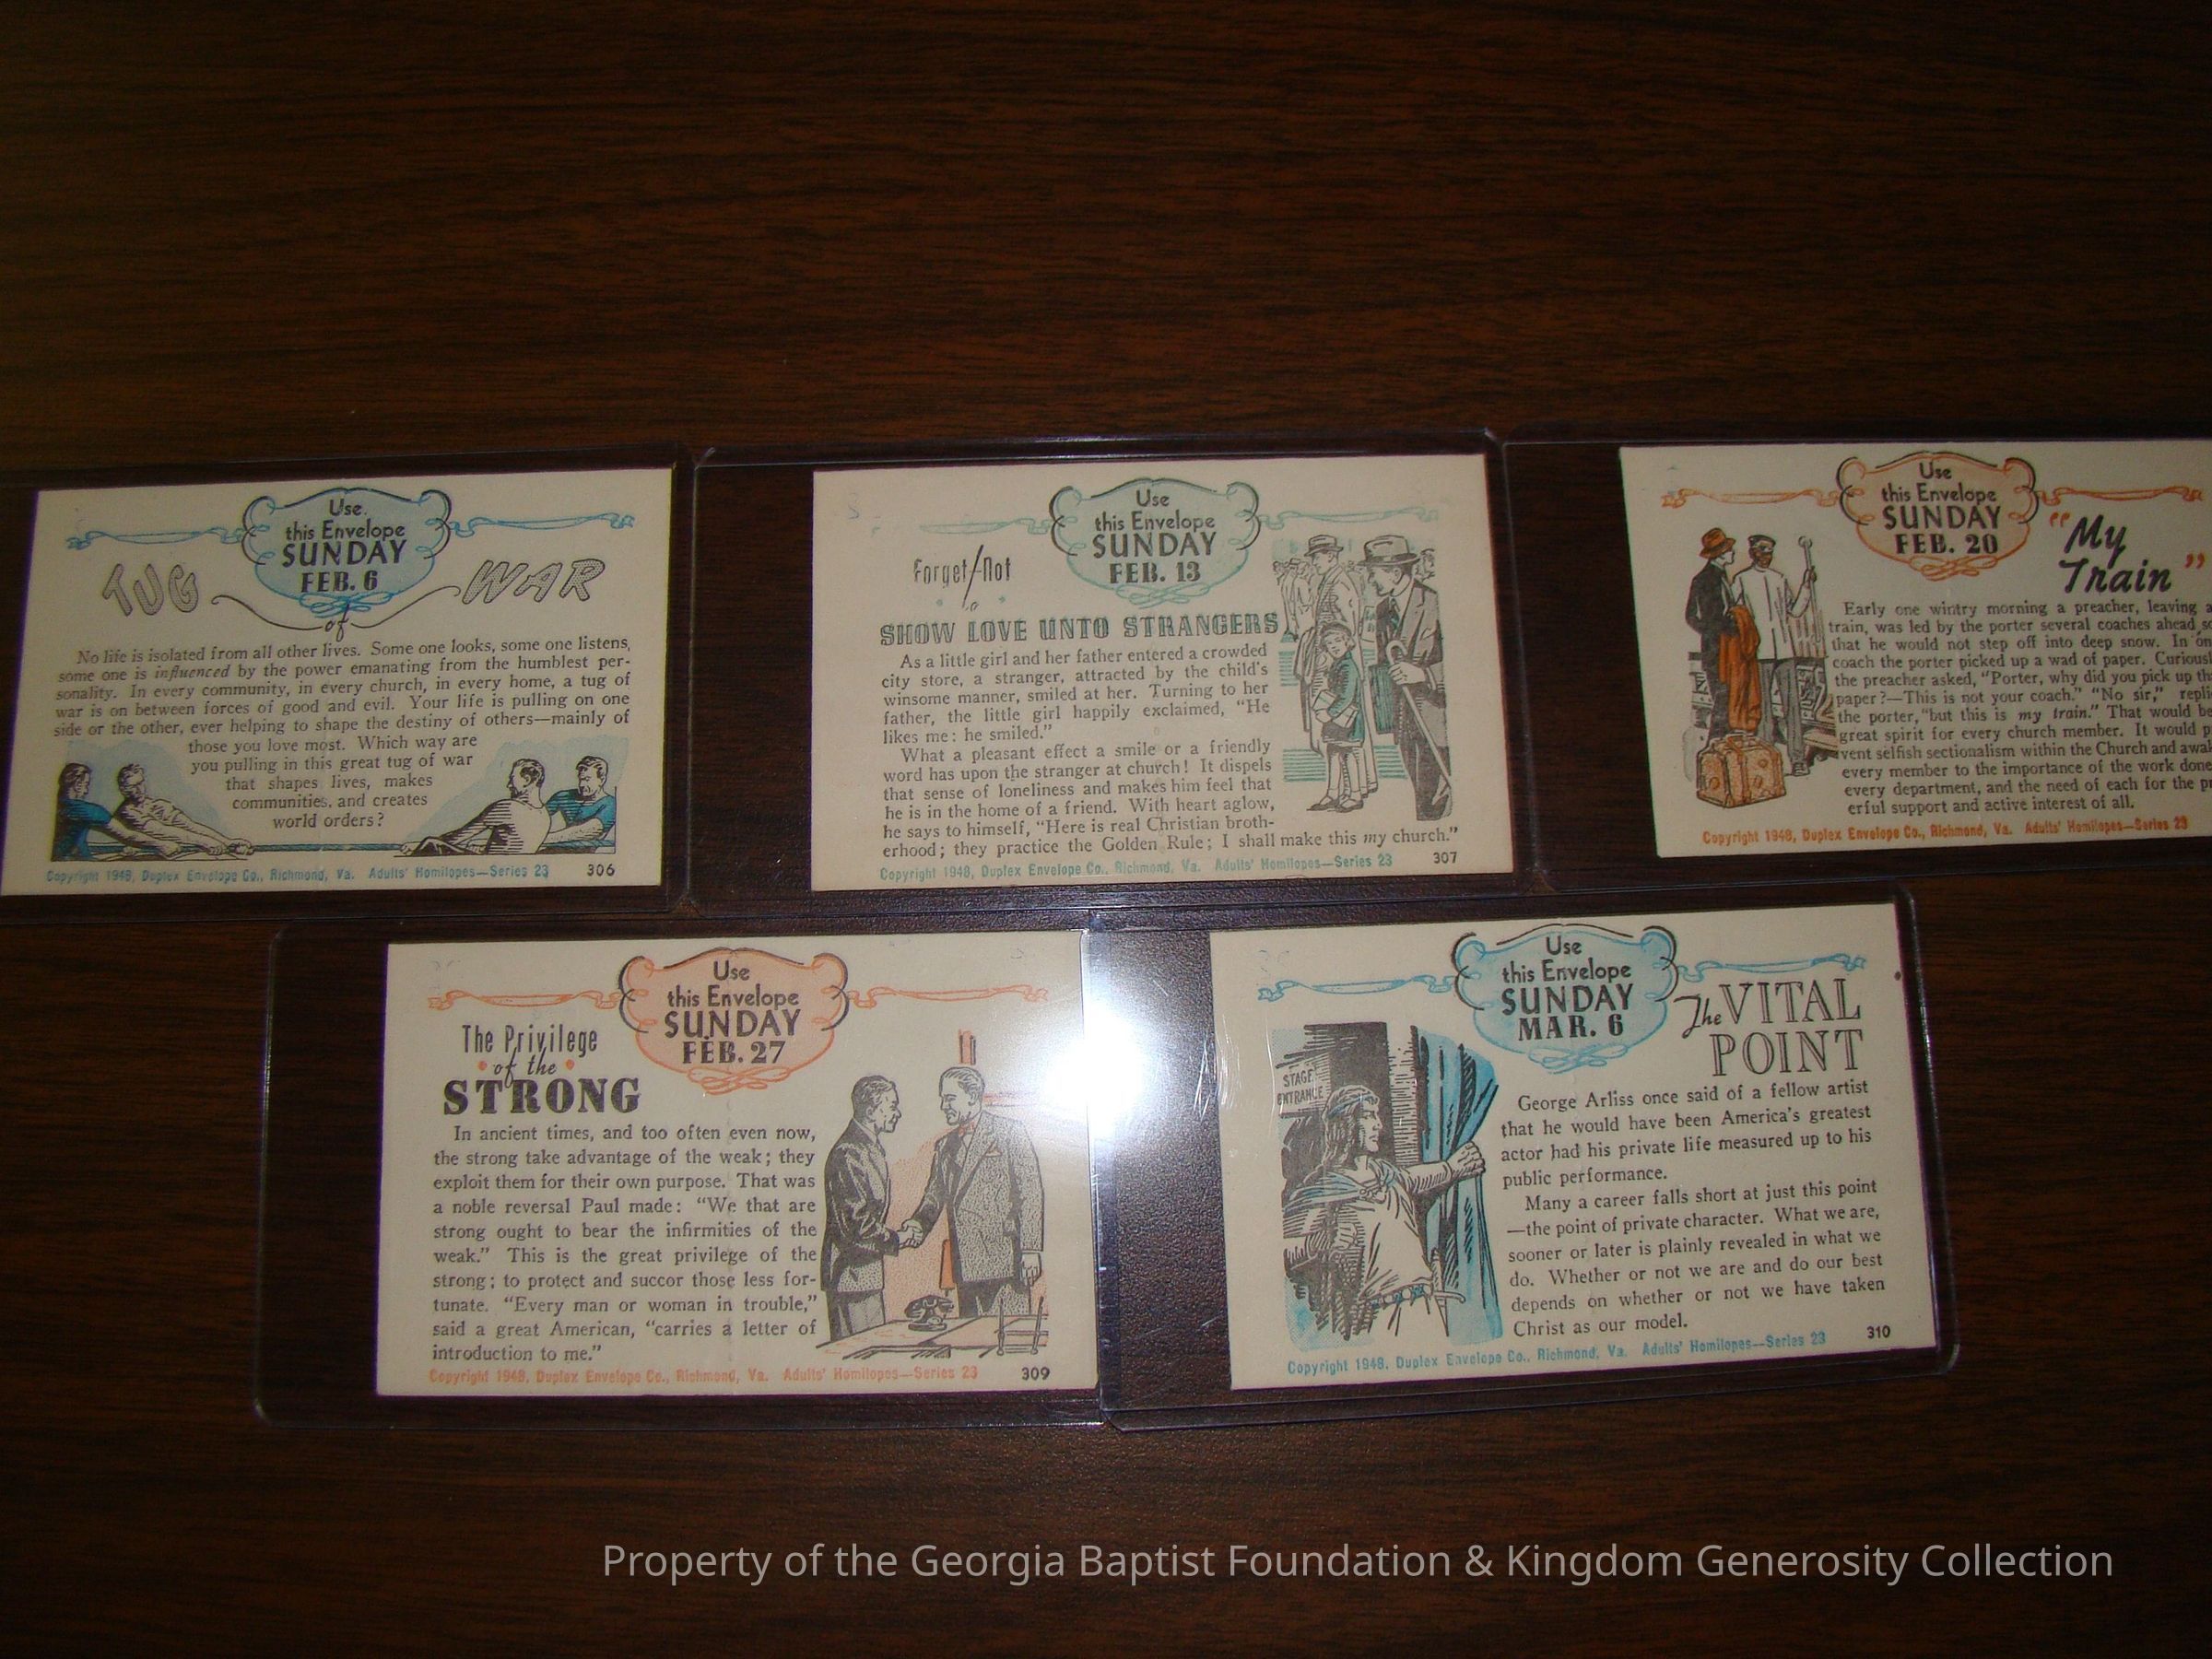 Use
this Envelope
SUNDAY
FEB. 6
TUG of WAR
No life is isolated from all other lives. Some one looks, some one listens,
some one is influenced by the power emanating from the humblest per-
sonality. In every community, in every church, in every home, a tug of
war is on between forces of good and evil. Your life is pulling on one
side or the other, ever helping to shape the destiny of others—mainly of
those you love most. Which way are
you pulling in this great tug of war
that shapes lives, makes
communities, and creates
world orders?
Copyright 1948, Duplex Envelope Co., Richmond, Va. Adults' Homilopes—Series 23 306
Use
this Envelope
SUNDAY
FEB. 13
Forget Not
to
SHOW LOVE UNTO STRANGERS
As a little girl and her father entered a crowded
city store, a stranger, attracted by the child's
winsome manner, smiled at her. Turning to her
father, the little girl happily exclaimed, "He
likes me: he smiled."
What a pleasant effect a smile or a friendly
word has upon the stranger at church! It dispels
that sense of loneliness and makes him feel that
he is in the home of a friend. With heart aglow,
he says to himself, "Here is real Christian broth-
erhood; they practice the Golden Rule; I shall make this my church."
Copyright 1948, Duplex Envelope Co., Richmond, Va. Adults' Homilopes—Series 23 307
Use
this Envelope
SUNDAY
FEB. 20
"My
Train"
Early one wintry morning a preacher, leaving a
train, was led by the porter several coaches ahead so
that he would not step off into deep snow. In
coach the porter picked up a wad of paper.
the preacher asked, "Porter, why did you pick up
paper?—This is not your coach." "No sir,"
the porter, "but this is my train." That would be
great spirit for every church member. It would
vent selfish sectionalism within the Church and
every member to the importance of the work done
every department, and the need of each for the
erful support and active interest of all.
Copyright 1948, Duplex Envelope Co., Richmond, Va. Adults' Homilopes—Series 23
Use
this Envelope
SUNDAY
FEB. 27
The Privilege
of the
STRONG
In ancient times, and too often even now,
the strong take advantage of the weak; they
exploit them for their own purpose. That was
a noble reversal Paul made: "We that are
strong ought to bear the infirmities of the
weak." This is the great privilege of the
strong; to protect and succor those less for-
tunate. "Every man or woman in trouble,"
said a great American, "carries a letter of
introduction to me."
Copyright 1948, Duplex Envelope Co., Richmond, Va. Adults' Homilopes—Series 23 309
Use
this Envelope
SUNDAY
MAR. 6
The VITAL
POINT
STAGE
ENTRANCE
George Arliss once said of a fellow artist
that he would have been America's greatest
actor had his private life measured up to his
public performance.
Many a career falls short at just this point
—the point of private character. What we are,
sooner or later is plainly revealed in what we
do. Whether or not we are and do our best
depends on whether or not we have taken
Christ as our model.
Copyright 1948, Duplex Envelope Co., Richmond, Va. Adults' Homilopes—Series 23 310
Property of the Georgia Baptist Foundation & Kingdom Generosity Collection